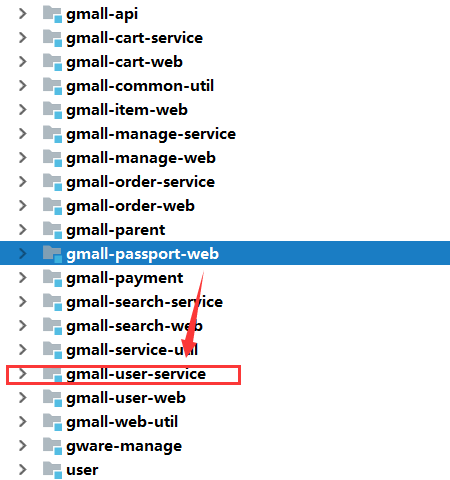 gmall-api
gmall-cart-service
gmall-cart-web
gmall-common-util
gmall-item-web
gmall-manage-service
gmall-manage-web
gmall-order-service
gmall-order-web
gmall-parent
gmall-passport-web
gmall-payment
gmall-search-service
gmall-search-web
gmall-service-util
gmall-user-service
gmall-user-web
gmall-web-util
gware-manage
user